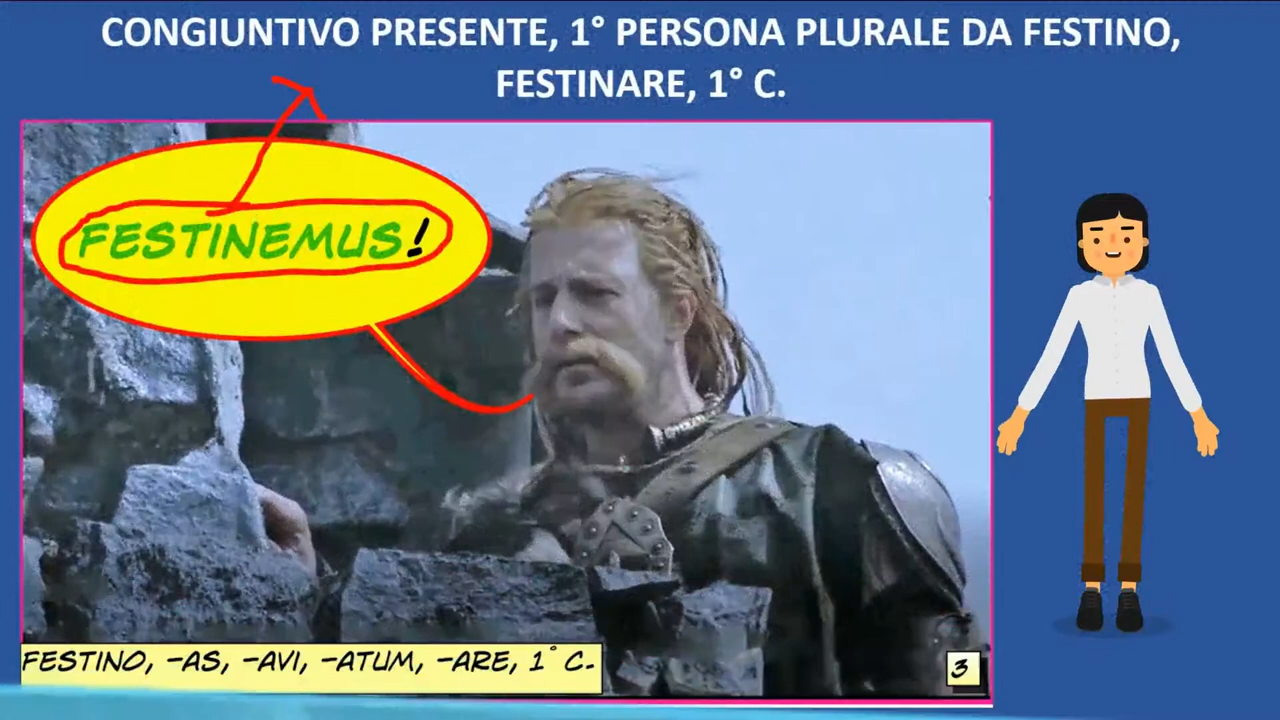 CONGIUNTIVO PRESENTE, 1° PERSONA PLURALE DA FESTINO,
FESTINARE, 1° C.
FESTINEMUS!
FESTINO, -AS, -AVI, -ATUM, -ARE, 1° C.
3